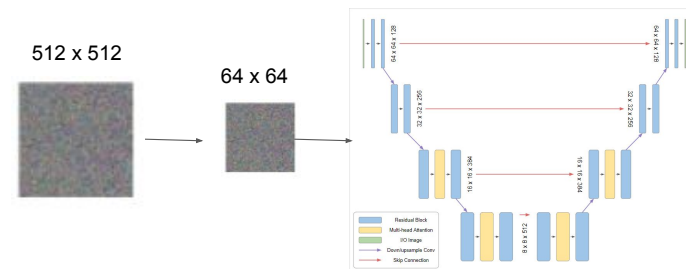 512 x 512
64 x 64
64 x 64 x 128
32 x 32 x 256
16 x 16 x 384
8 x 8 x 512
16 x 16 x 384
32 x 32 x 256
64 x 64 x 128
Residual Block
Multi-head Attention
I/O Image
Down/upsample Conv
Skip Connection